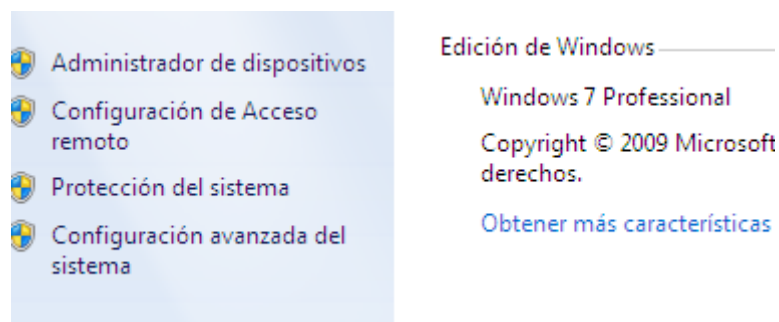 Administrador de dispositivos
Configuración de Acceso
remoto
Protección del sistema
Configuración avanzada del
sistema
Edición de Windows
Windows 7 Professional
Copyright © 2009 Microsoft
derechos.
Obtener más características